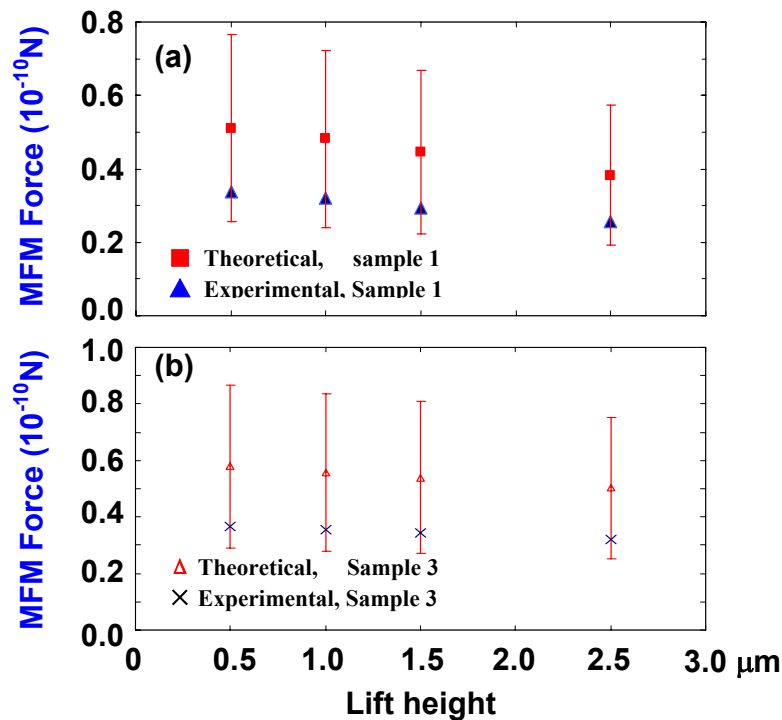 0.8
(a)
0.6
0.4
0.2
0.0
MFM Force (10⁻¹⁰N)
Theoretical, sample 1
Experimental, Sample 1
1.0
(b)
0.8
0.6
0.4
0.2
0.0
MFM Force (10⁻¹⁰N)
Theoretical, Sample 3
Experimental, Sample 3
0 0.5 1.0 1.5 2.0 2.5 3.0 μm
Lift height